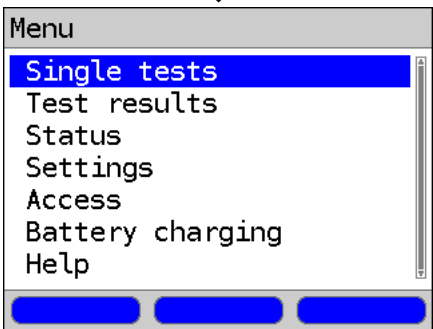 Menu
Single tests
Test results
Status
Settings
Access
Battery charging
Help